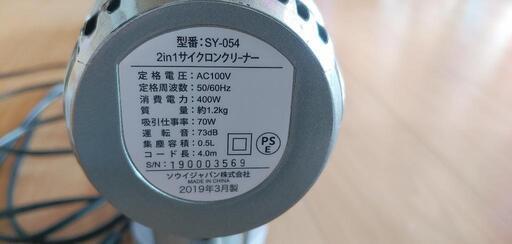 型番:SY-054
2in1サイクロンクリーナー
定格電圧:AC100V
定格周波数:50/60Hz
消費電力:400W
質量:約1.2kg
吸引仕事率:70W
運転音:73dB
集塵容積:0.5L
コード長:4.0m
PS
E
S/N:190003569
ソウイジャパン株式会社
MADE IN CHINA
2019年3月製